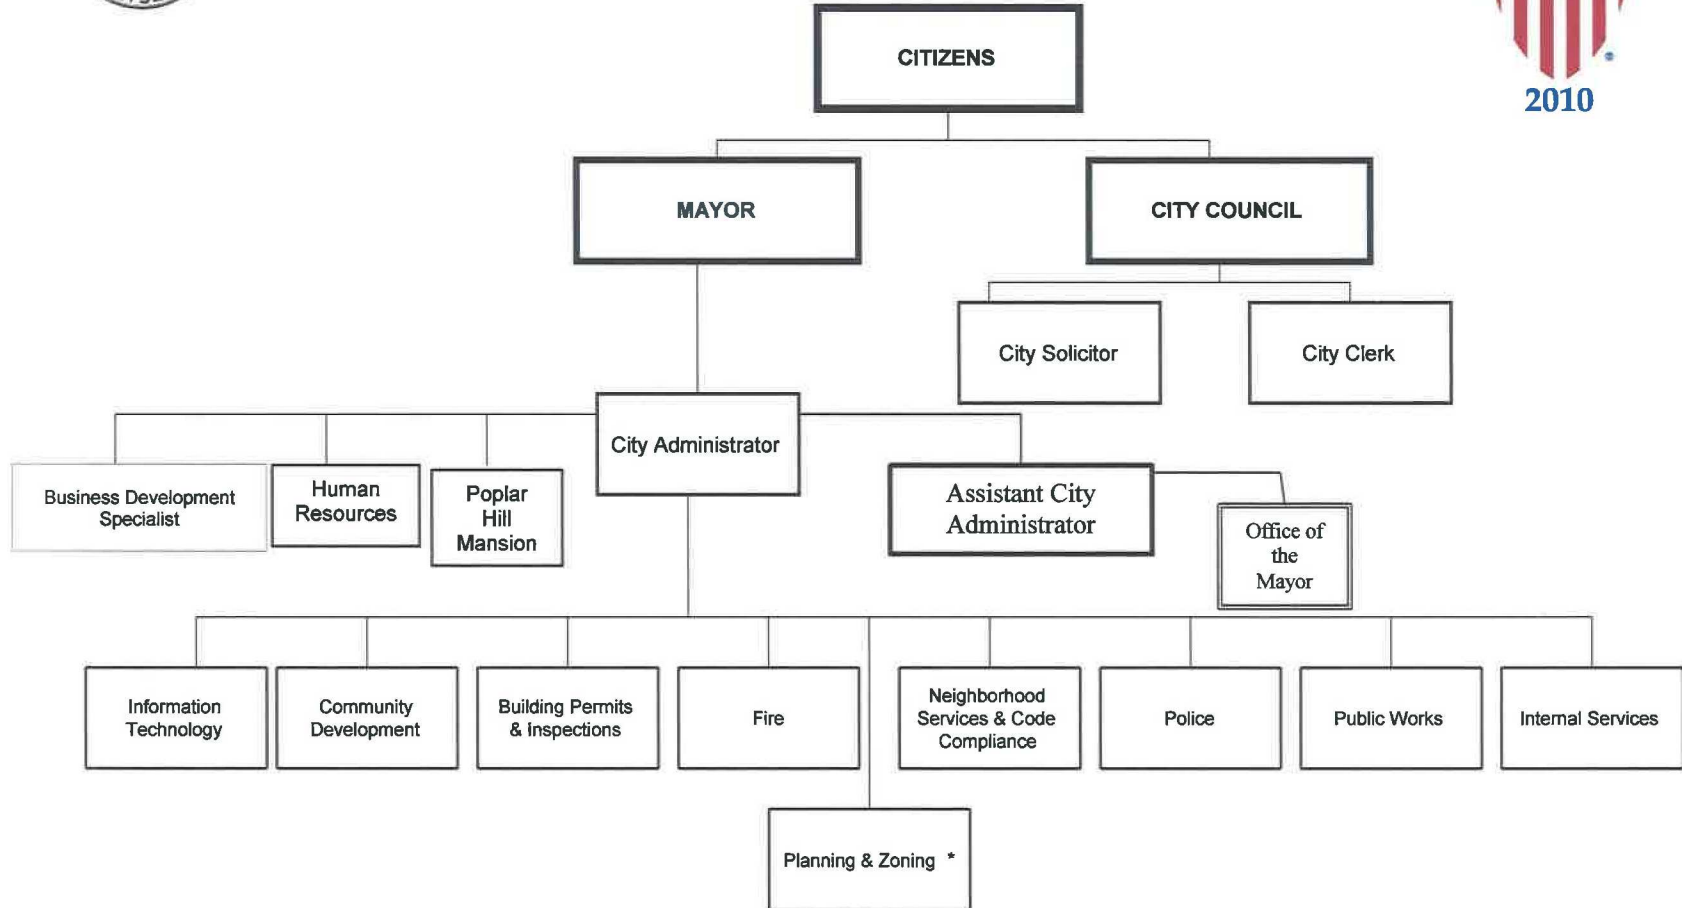 CITIZENS
2010
MAYOR
CITY COUNCIL
City Solicitor
City Clerk
City Administrator
Business Development
Specialist
Human
Resources
Poplar
Hill
Mansion
Assistant City
Administrator
Office of
the
Mayor
Information
Technology
Community
Development
Building Permits
& Inspections
Fire
Neighborhood
Services & Code
Compliance
Police
Public Works
Internal Services
Planning & Zoning *